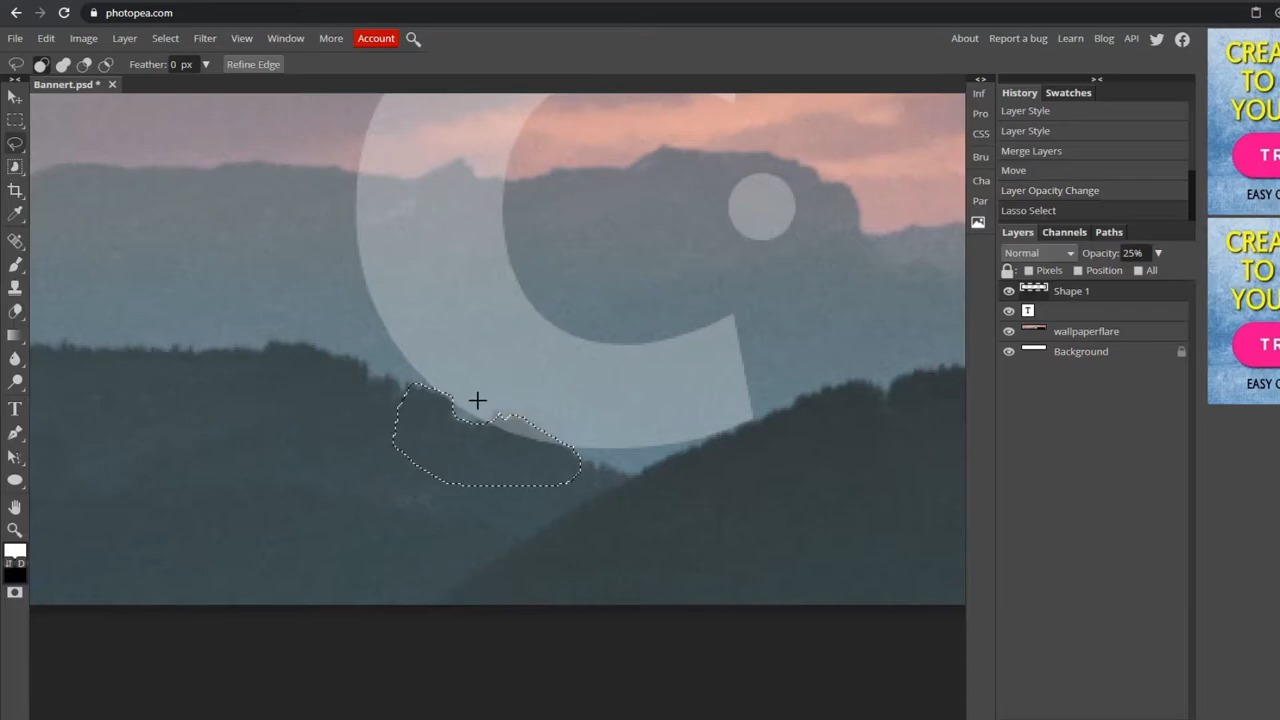 photopea.com
File Edit Image Layer Select Filter View Window More Account
About Report a bug Learn Blog API
Feather: 0 px Refine Edge
Bannert.psd *
Inf
Pro
CSS
Bru
Cha
Par
History Swatches
Layer Style
Layer Style
Merge Layers
Move
Layer Opacity Change
Lasso Select
Layers Channels Paths
Normal Opacity: 25%
Pixels Position All
Shape 1
T
wallpaperflare
Background
D
C
CREA
TO
YOU
T R
EASY C
CREA
TO
YOU
T R
EASY C